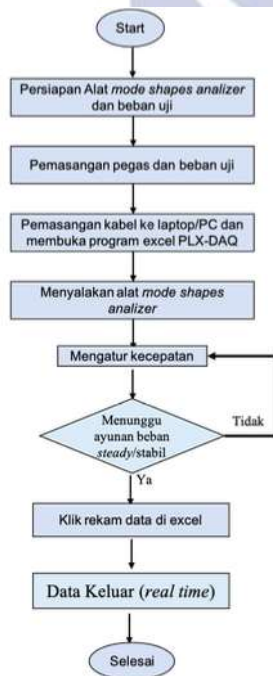 Start
Persiapan Alat mode shapes analizer
dan beban uji
Pemasangan pegas dan beban uji
Pemasangan kabel ke laptop/PC dan
membuka program excel PLX-DAQ
Menyalakan alat mode shapes
analizer
Mengatur kecepatan
Menunggu
ayunan beban
steady/stabil
Tidak
Ya
Klik rekam data di excel
Data Keluar (real time)
Selesai